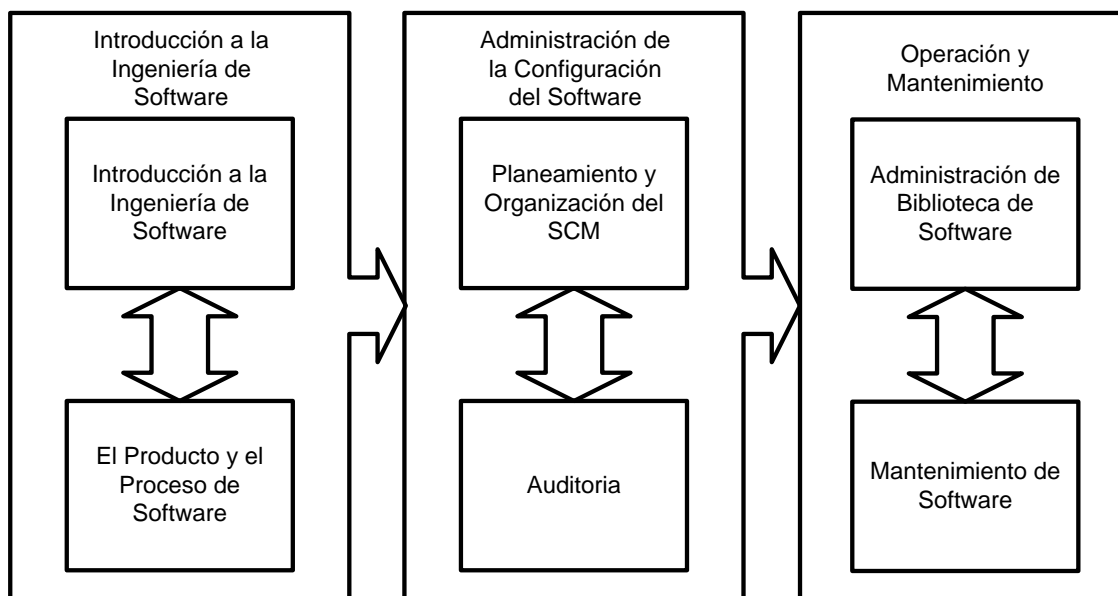 Introducción a la
Ingeniería de
Software
Introducción a la
Ingeniería de
Software
El Producto y el
Proceso de
Software
Administración de
la Configuración
del Software
Planeamiento y
Organización del
SCM
Auditoria
Operación y
Mantenimiento
Administración de
Biblioteca de
Software
Mantenimiento de
Software